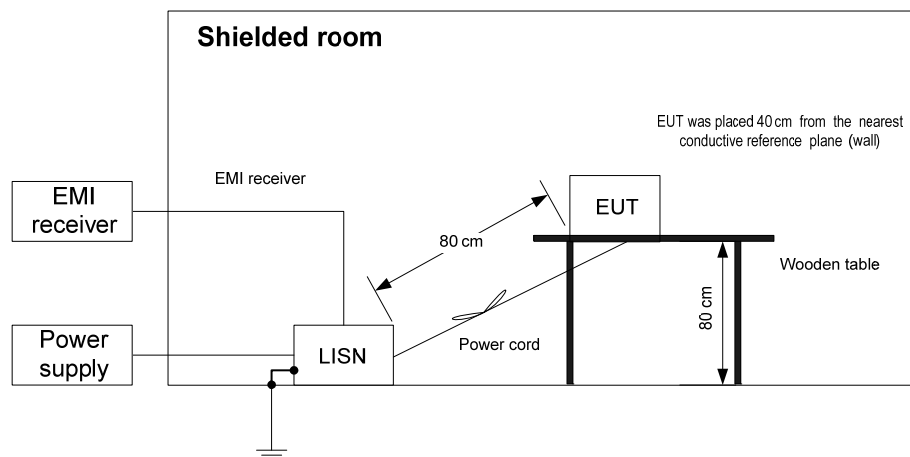 Shielded room
EUT was placed 40 cm from the nearest
conductive reference plane (wall)
EMI receiver
EMI
receiver
EUT
80 cm
Wooden table
80 cm
Power cord
Power
supply
LISN